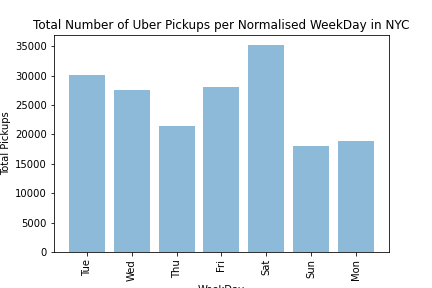 Total Number of Uber Pickups per Normalised WeekDay in NYC
Total Pickups
35000
30000
25000
20000
15000
10000
5000
0
Tue
Wed
Thu
Fri
Sat
Sun
Mon
WeekDay